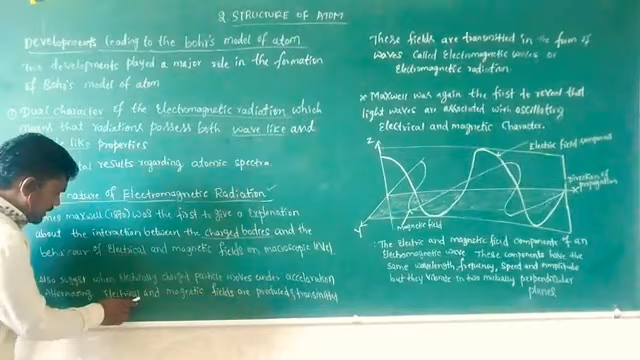 2 STRUCTURE OF ATOM
Developments leading to the bohr's model of atom
Two developments played a major role in the formation
of Bohr's model of atom
① Dual character of the electromagnetic radiation which
means that radiations possess both wave like and
like properties
results regarding atomic spectra.
nature of Electromagnetic Radiation
maxwell (1870) was the first to give a explanation
about the interaction between the charged bodies and the
behaviour of electrical and magnetic fields on macroscopic level.
suggest when electrically charged particle moves under acceleration
alternating electrical and magnetic fields are produced & transmitted
These fields are transmitted in the form of
waves called Electromagnetic waves or
electromagnetic radiation.
* Maxwell was again the first to reveal that
light waves are associated with oscillating
Electrical and magnetic character.
Z
Electric field component
Direction of
propagation
X
Y
Magnetic field
: The electric and magnetic field components of an
Electromagnetic wave. These components have the
same wavelength, frequency, speed and amplitude
but they vibrate in two mutually perpendicular
planes